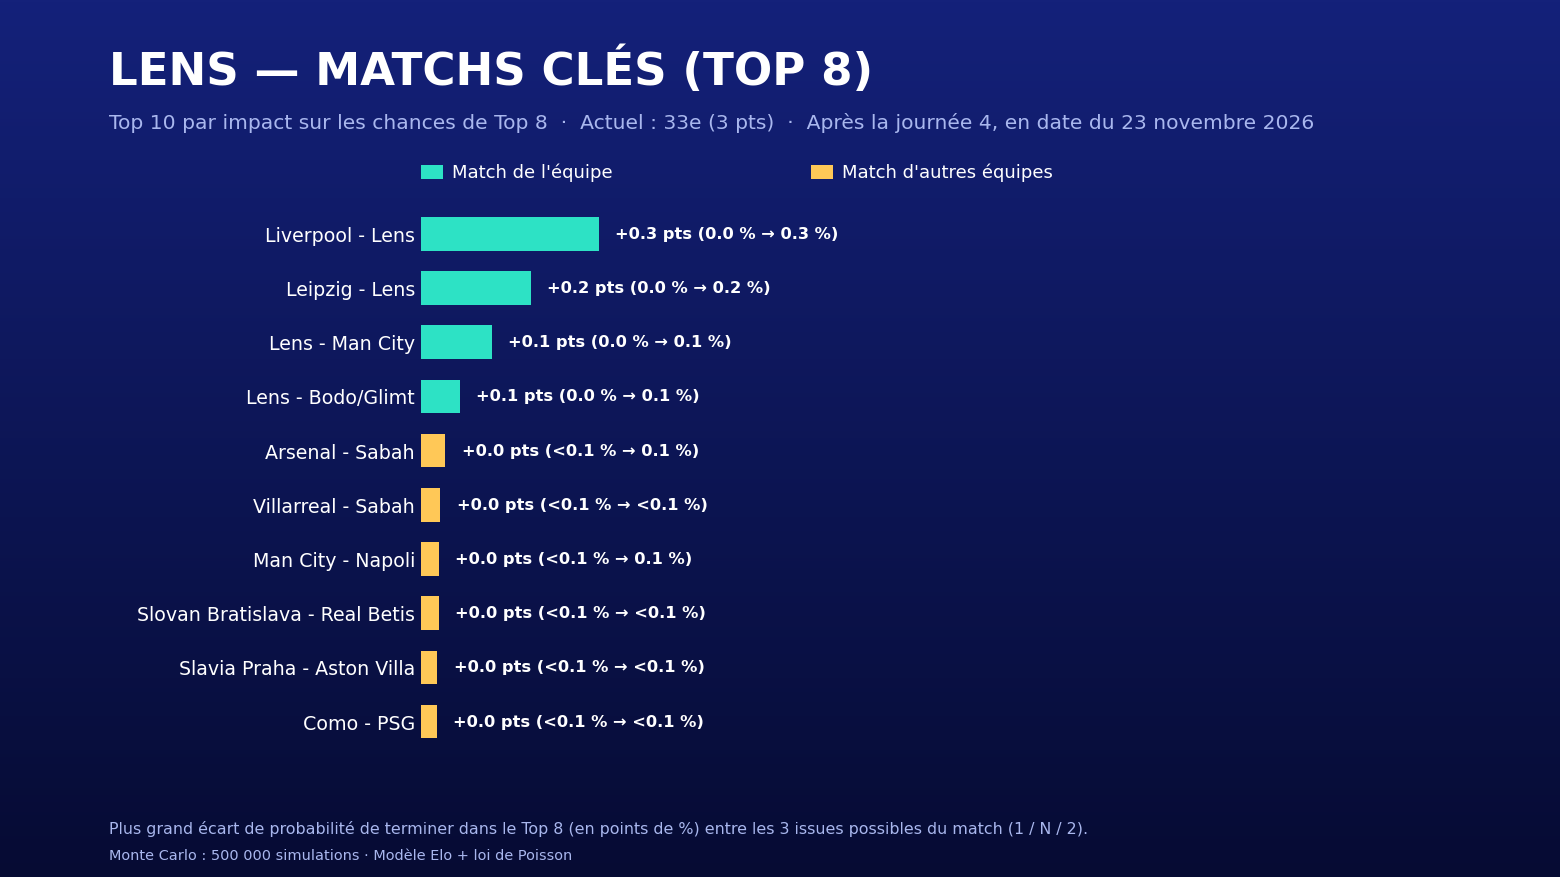 LENS — MATCHS CLÉS (TOP 8)
Top 10 par impact sur les chances de Top 8 · Actuel : 33e (3 pts) · Après la journée 4, en date du 23 novembre 2026
Match de l'équipe Match d'autres équipes
Liverpool - Lens +0.3 pts (0.0 % → 0.3 %)
Leipzig - Lens +0.2 pts (0.0 % → 0.2 %)
Lens - Man City +0.1 pts (0.0 % → 0.1 %)
Lens - Bodo/Glimt +0.1 pts (0.0 % → 0.1 %)
Arsenal - Sabah +0.0 pts (<0.1 % → 0.1 %)
Villarreal - Sabah +0.0 pts (<0.1 % → <0.1 %)
Man City - Napoli +0.0 pts (<0.1 % → 0.1 %)
Slovan Bratislava - Real Betis +0.0 pts (<0.1 % → <0.1 %)
Slavia Praha - Aston Villa +0.0 pts (<0.1 % → <0.1 %)
Como - PSG +0.0 pts (<0.1 % → <0.1 %)
Plus grand écart de probabilité de terminer dans le Top 8 (en points de %) entre les 3 issues possibles du match (1 / N / 2).
Monte Carlo : 500 000 simulations · Modèle Elo + loi de Poisson